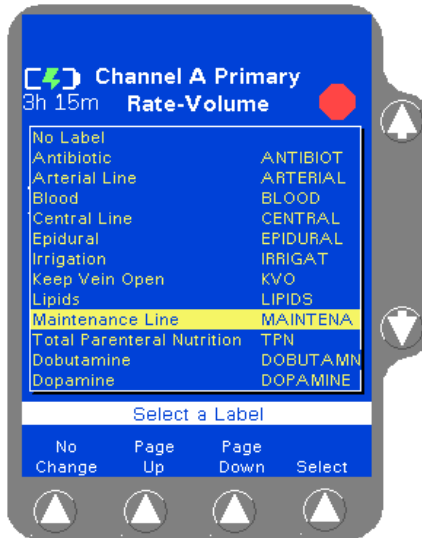 Channel A Primary
3h 15m Rate-Volume
No Label
Antibiotic ANTIBIOT
Arterial Line ARTERIAL
Blood BLOOD
Central Line CENTRAL
Epidural EPIDURAL
Irrigation IRRIGAT
Keep Vein Open KVO
Lipids LIPIDS
Maintenance Line MAINTENA
Total Parenteral Nutrition TPN
Dobutamine DOBUTAMN
Dopamine DOPAMINE
Select a Label
No Page Page
Change Up Down Select